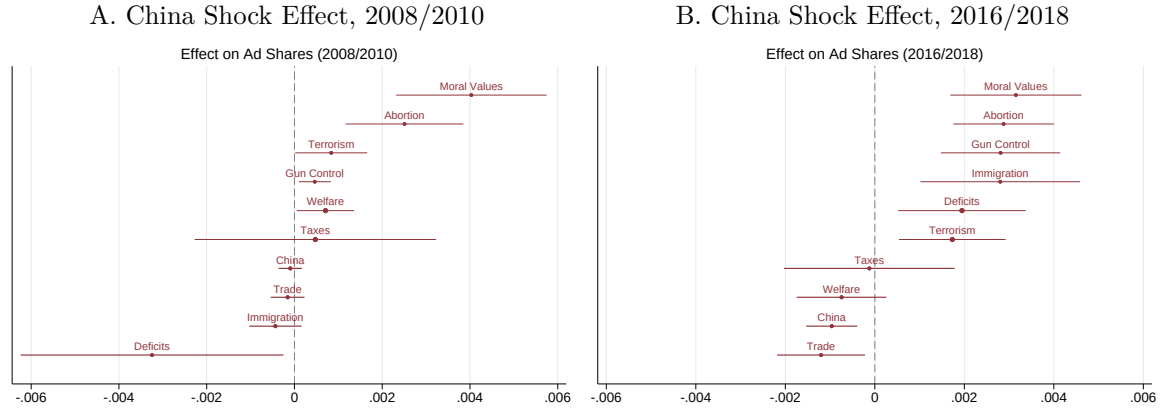 A. China Shock Effect, 2008/2010
Effect on Ad Shares (2008/2010)
Moral Values
Abortion
Terrorism
Gun Control
Welfare
Taxes
China
Trade
Immigration
Deficits
-.006 -.004 -.002 0 .002 .004 .006
B. China Shock Effect, 2016/2018
Effect on Ad Shares (2016/2018)
Moral Values
Abortion
Gun Control
Immigration
Deficits
Terrorism
Taxes
Welfare
China
Trade
-.006 -.004 -.002 0 .002 .004 .006